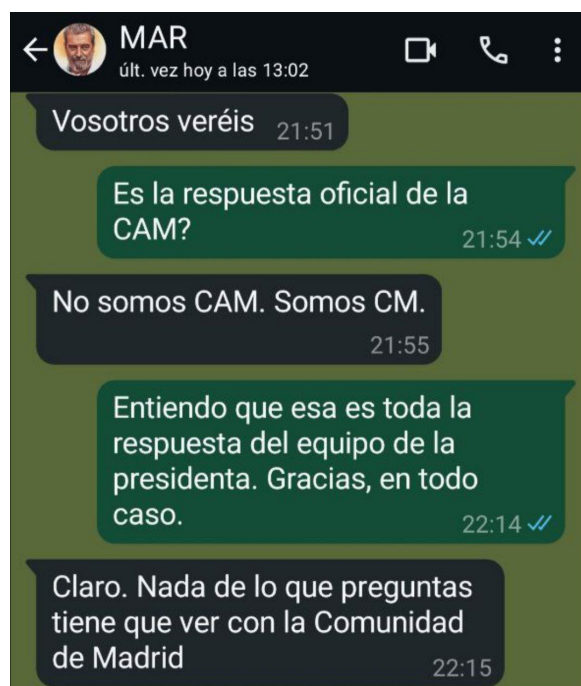 MAR
últ. vez hoy a las 13:02
Vosotros veréis 21:51
Es la respuesta oficial de la
CAM?
21:54
No somos CAM. Somos CM.
21:55
Entiendo que esa es toda la
respuesta del equipo de la
presidenta. Gracias, en todo
caso.
22:14
Claro. Nada de lo que preguntas
tiene que ver con la Comunidad
de Madrid
22:15